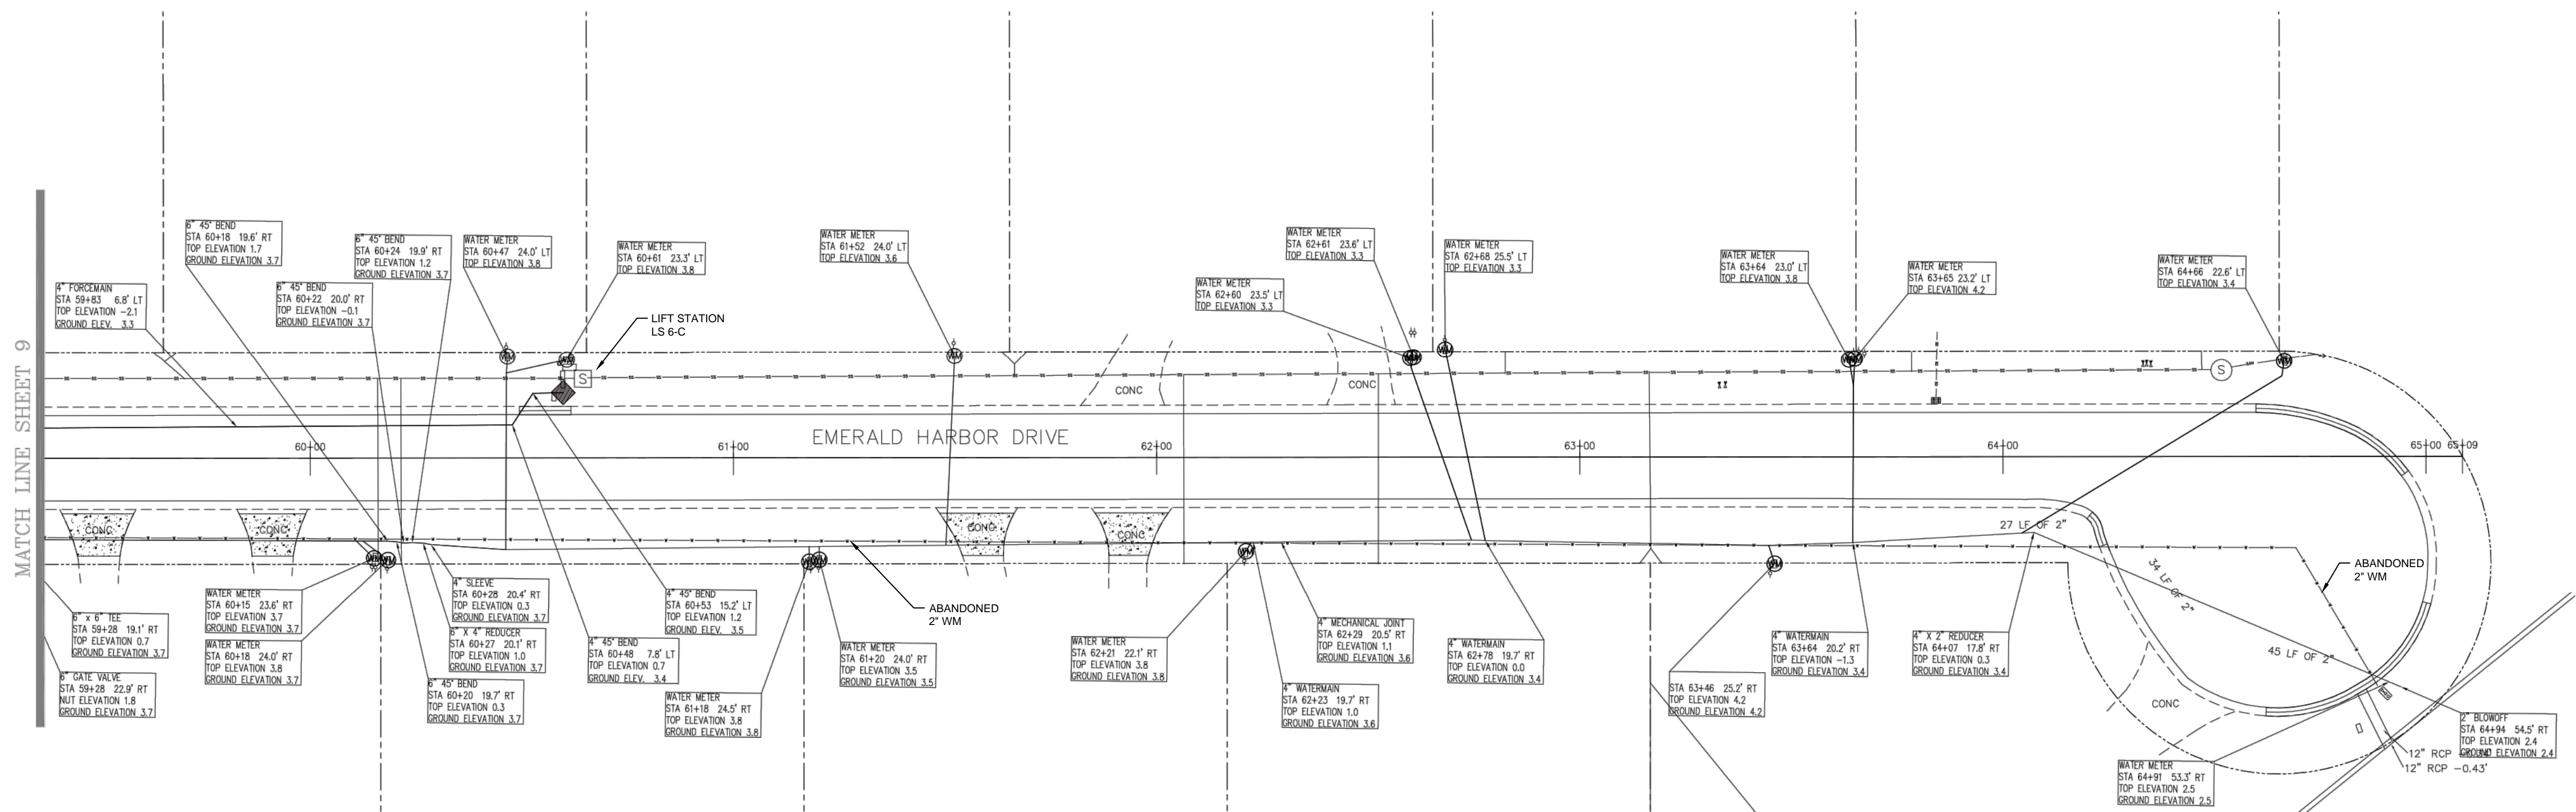 MATCH LINE SHEET 9
6" 45° BEND
STA 60+18 19.6' RT
TOP ELEVATION 1.7
GROUND ELEVATION 3.7
6" 45° BEND
STA 60+24 19.9' RT
TOP ELEVATION 1.2
GROUND ELEVATION 3.7
WATER METER
STA 60+47 24.0' LT
TOP ELEVATION 3.8
WATER METER
STA 60+61 23.3' LT
TOP ELEVATION 3.8
WATER METER
STA 61+52 24.0' LT
TOP ELEVATION 3.6
WATER METER
STA 62+61 23.6' LT
TOP ELEVATION 3.3
WATER METER
STA 62+68 25.5' LT
TOP ELEVATION 3.3
WATER METER
STA 63+64 23.0' LT
TOP ELEVATION 3.8
WATER METER
STA 63+65 23.2' LT
TOP ELEVATION 4.2
WATER METER
STA 64+66 22.6' LT
TOP ELEVATION 3.4
4" FORCEMAIN
STA 59+83 6.8' LT
TOP ELEVATION -2.1
GROUND ELEV. 3.3
6" 45° BEND
STA 60+22 20.0' RT
TOP ELEVATION -0.1
GROUND ELEVATION 3.7
WATER METER
STA 62+60 23.5' LT
TOP ELEVATION 3.3
LIFT STATION
LS 6-C
WM
WM
WM
WM
WM
WM
WM
S
S
CONC
CONC
EMERALD HARBOR DRIVE
60+00
61+00
62+00
63+00
64+00
65+00
65+09
CONC
CONC
CONC
CONC
27 LF OF 2"
34 LF OF 2"
45 LF OF 2"
WM
WM
WM
WM
WM
WM
ABANDONED
2" WM
ABANDONED
2" WM
6" x 6" TEE
STA 59+28 19.1' RT
TOP ELEVATION 0.7
GROUND ELEVATION 3.7
6" GATE VALVE
STA 59+28 22.9' RT
NUT ELEVATION 1.8
GROUND ELEVATION 3.7
WATER METER
STA 60+15 23.6' RT
TOP ELEVATION 3.7
GROUND ELEVATION 3.7
WATER METER
STA 60+18 24.0' RT
TOP ELEVATION 3.8
GROUND ELEVATION 3.7
4" SLEEVE
STA 60+28 20.4' RT
TOP ELEVATION 0.3
GROUND ELEVATION 3.7
6" X 4" REDUCER
STA 60+27 20.1' RT
TOP ELEVATION 1.0
GROUND ELEVATION 3.7
6" 45° BEND
STA 60+20 19.7' RT
TOP ELEVATION 0.3
GROUND ELEVATION 3.7
4" 45° BEND
STA 60+48 7.8' LT
TOP ELEVATION 0.7
GROUND ELEV. 3.4
4" 45° BEND
STA 60+53 15.2' LT
TOP ELEVATION 1.2
GROUND ELEV. 3.5
WATER METER
STA 61+18 24.5' RT
TOP ELEVATION 3.8
GROUND ELEVATION 3.8
WATER METER
STA 61+20 24.0' RT
TOP ELEVATION 3.5
GROUND ELEVATION 3.5
WATER METER
STA 62+21 22.1' RT
TOP ELEVATION 3.8
GROUND ELEVATION 3.8
4" MECHANICAL JOINT
STA 62+29 20.5' RT
TOP ELEVATION 1.1
GROUND ELEVATION 3.6
4" WATERMAIN
STA 62+23 19.7' RT
TOP ELEVATION 1.0
GROUND ELEVATION 3.6
4" WATERMAIN
STA 62+78 19.7' RT
TOP ELEVATION 0.0
GROUND ELEVATION 3.4
STA 63+46 25.2' RT
TOP ELEVATION 4.2
GROUND ELEVATION 4.2
4" WATERMAIN
STA 63+64 20.2' RT
TOP ELEVATION -1.3
GROUND ELEVATION 3.4
4" X 2" REDUCER
STA 64+07 17.8' RT
TOP ELEVATION 0.3
GROUND ELEVATION 3.4
CONC
2" BLOWOFF
STA 64+94 54.5' RT
TOP ELEVATION 2.4
GROUND ELEVATION 2.4
12" RCP
12" RCP -0.43'
WATER METER
STA 64+91 53.3' RT
TOP ELEVATION 2.5
GROUND ELEVATION 2.5